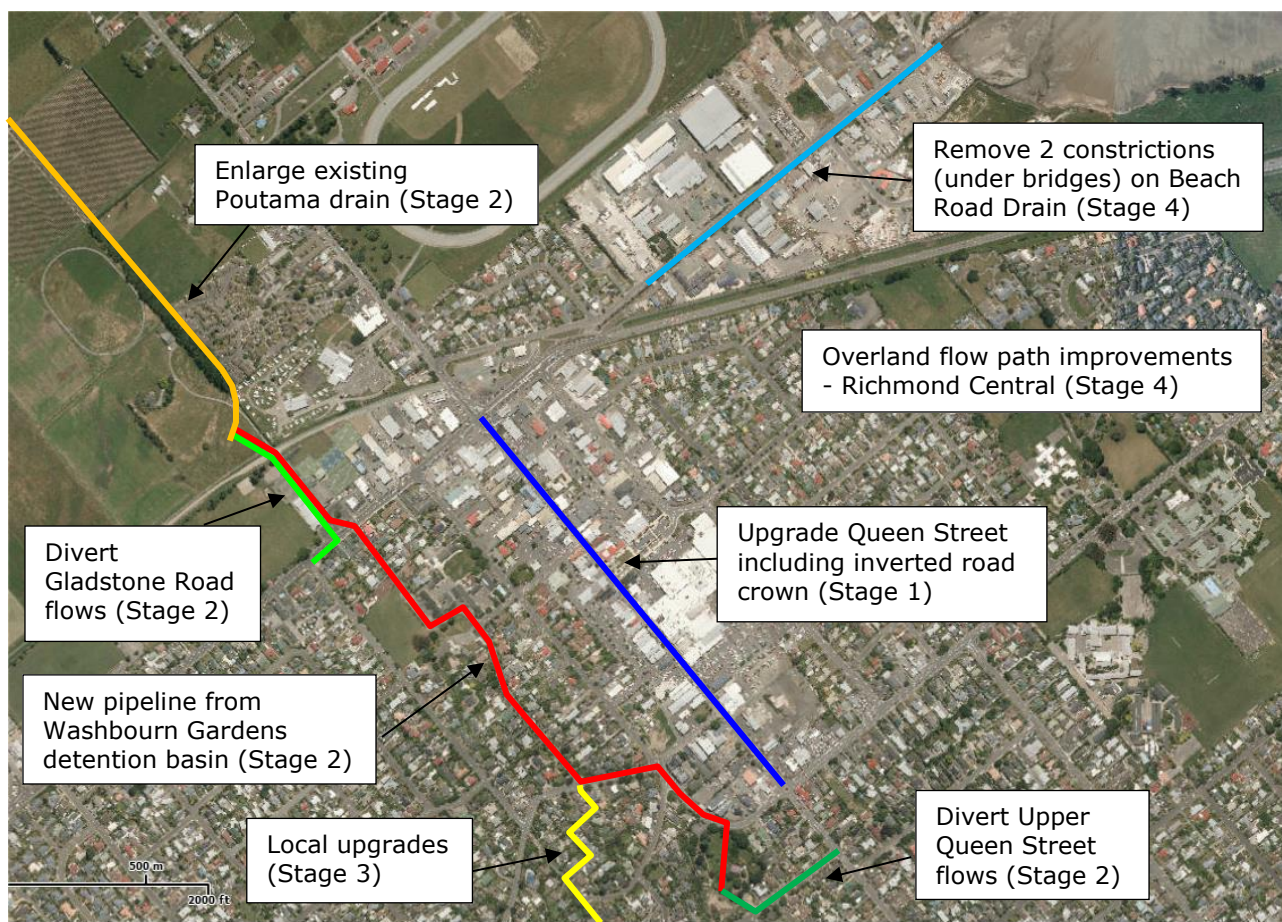 Enlarge existing
Poutama drain (Stage 2)
Remove 2 constrictions
(under bridges) on Beach
Road Drain (Stage 4)
Overland flow path improvements
- Richmond Central (Stage 4)
Divert
Gladstone Road
flows (Stage 2)
Upgrade Queen Street
including inverted road
crown (Stage 1)
New pipeline from
Washbourn Gardens
detention basin (Stage 2)
Local upgrades
(Stage 3)
Divert Upper
Queen Street
flows (Stage 2)
500 m
2000 ft